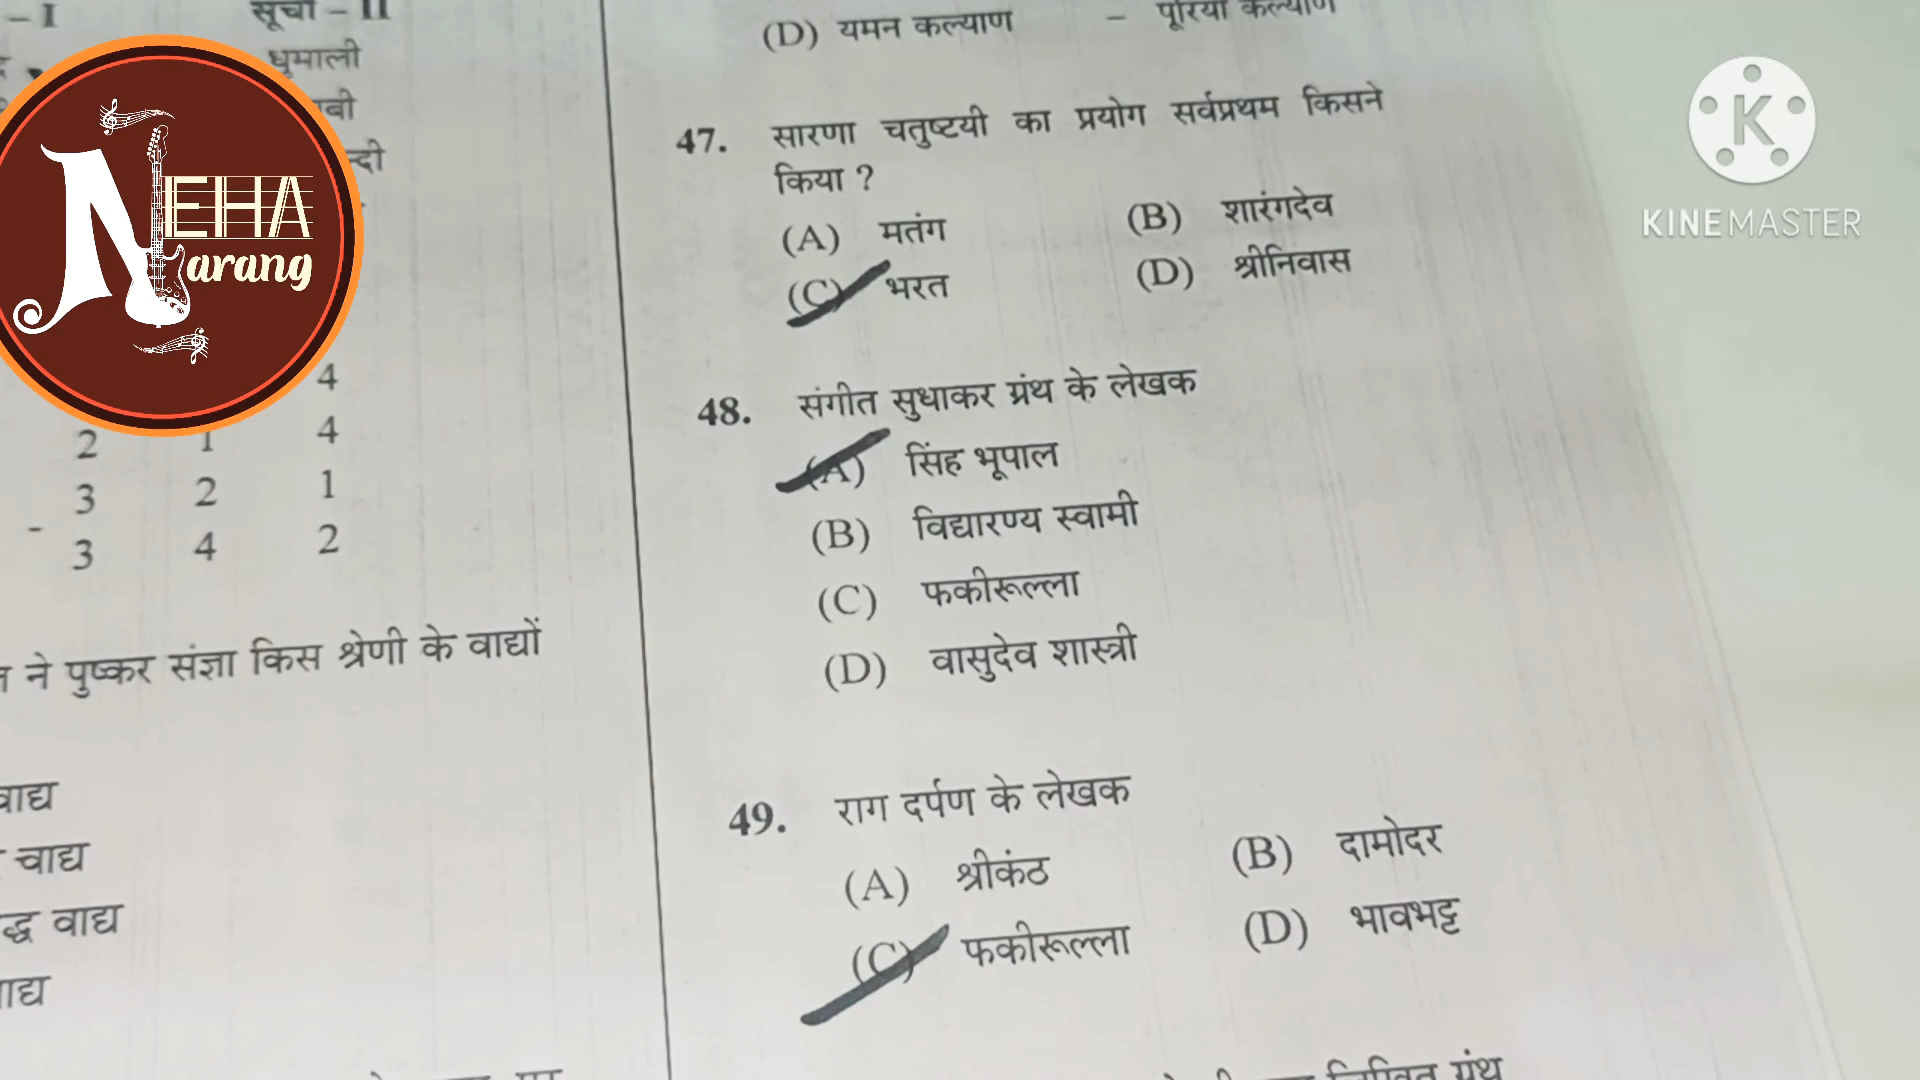 – I सूची – II
धुमाली
4
2 1 4
3 2 1
3 4 2
ने पुष्कर संज्ञा किस श्रेणी के वाद्यों
वाद्य
वाद्य
वाद्य
(D) यमन कल्याण – पूरिया कल्याण
47. सारणा चतुष्टयी का प्रयोग सर्वप्रथम किसने
किया ?
(A) मतंग (B) शारंगदेव
(C) भरत (D) श्रीनिवास
48. संगीत सुधाकर ग्रंथ के लेखक
(A) सिंह भूपाल
(B) विद्यारण्य स्वामी
(C) फकीरूल्ला
(D) वासुदेव शास्त्री
49. राग दर्पण के लेखक
(A) श्रीकंठ (B) दामोदर
(C) फकीरूल्ला (D) भावभट्ट
ग्रंथ
NEHA
Narang
K
KINEMASTER